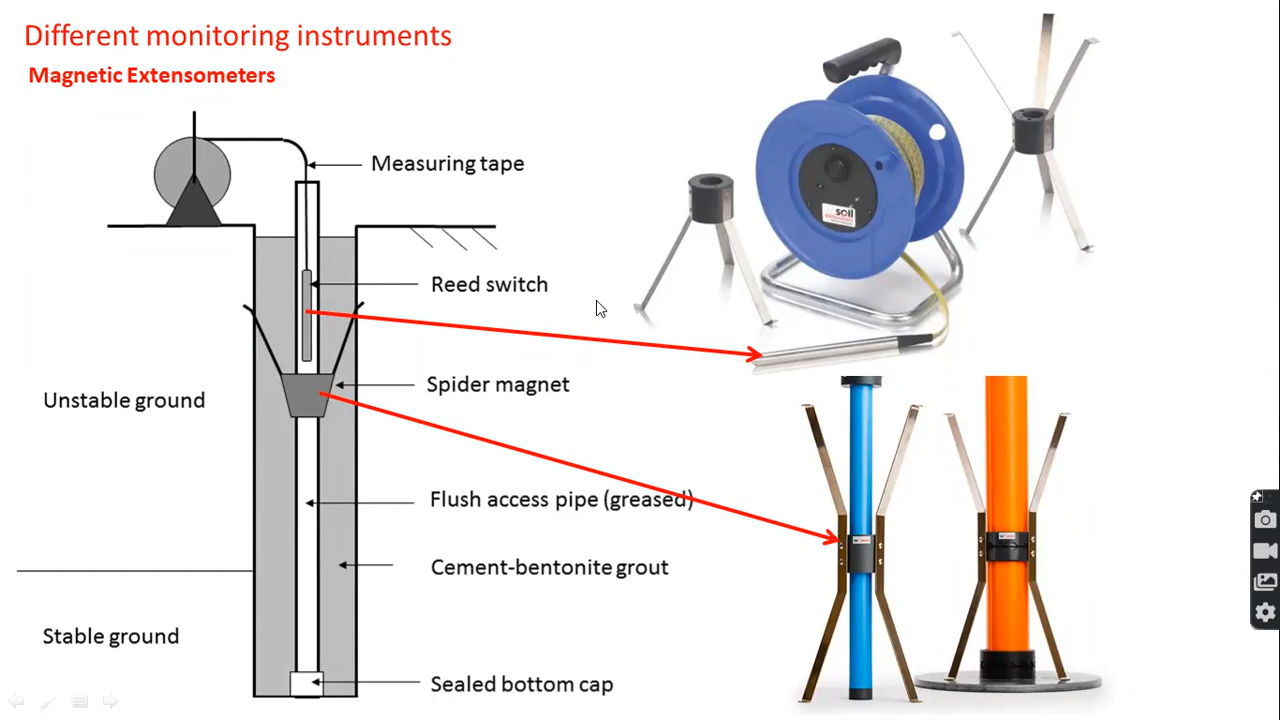 Different monitoring instruments
Magnetic Extensometers
Measuring tape
Reed switch
Spider magnet
Unstable ground
Flush access pipe (greased)
Cement-bentonite grout
Stable ground
Sealed bottom cap
soil